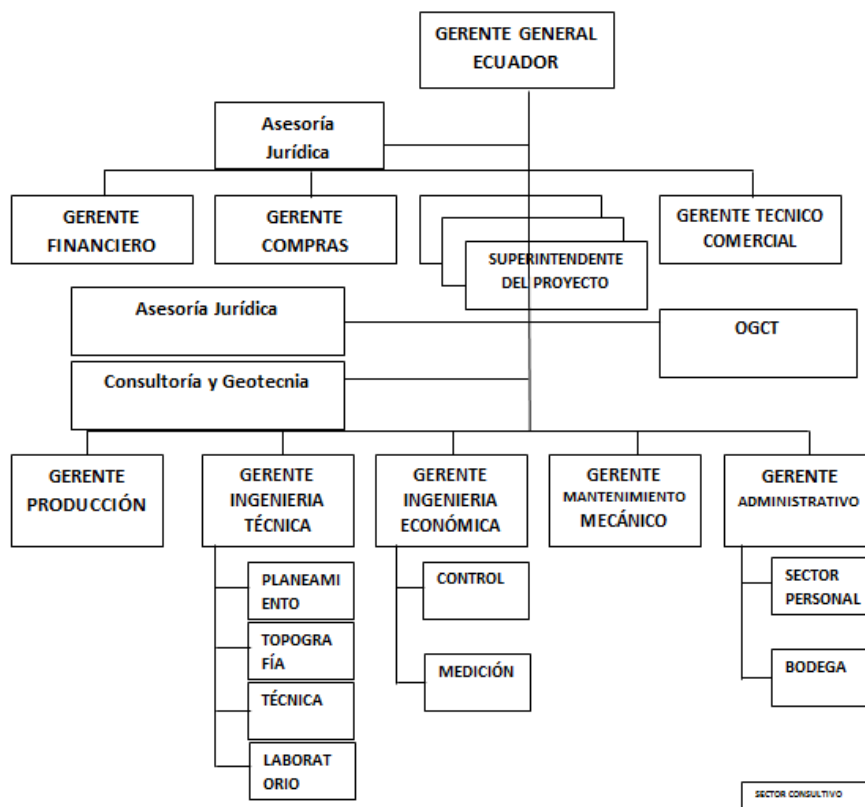 GERENTE GENERAL
ECUADOR
Asesoría
Jurídica
GERENTE
FINANCIERO
GERENTE
COMPRAS
SUPERINTENDENTE
DEL PROYECTO
GERENTE TECNICO
COMERCIAL
Asesoría Jurídica
OGCT
Consultoría y Geotecnia
GERENTE
PRODUCCIÓN
GERENTE
INGENIERIA
TÉCNICA
GERENTE
INGENIERIA
ECONÓMICA
GERENTE
MANTENIMIENTO
MECÁNICO
GERENTE
ADMINISTRATIVO
PLANEAMI
ENTO
TOPOGRA
FÍA
TÉCNICA
LABORAT
ORIO
CONTROL
MEDICIÓN
SECTOR
PERSONAL
BODEGA
SECTOR CONSULTIVO